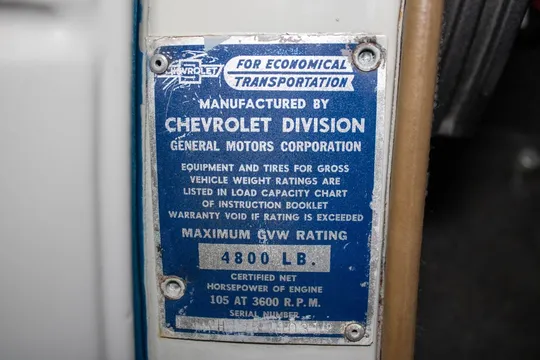 CHEVROLET
FOR ECONOMICAL
TRANSPORTATION
MANUFACTURED BY
CHEVROLET DIVISION
GENERAL MOTORS CORPORATION
EQUIPMENT AND TIRES FOR GROSS
VEHICLE WEIGHT RATINGS ARE
LISTED IN LOAD CAPACITY CHART
OF INSTRUCTION BOOKLET
WARRANTY VOID IF RATING IS EXCEEDED
MAXIMUM GVW RATING
4800 LB.
CERTIFIED NET
HORSEPOWER OF ENGINE
105 AT 3600 R.P.M.
SERIAL NUMBER